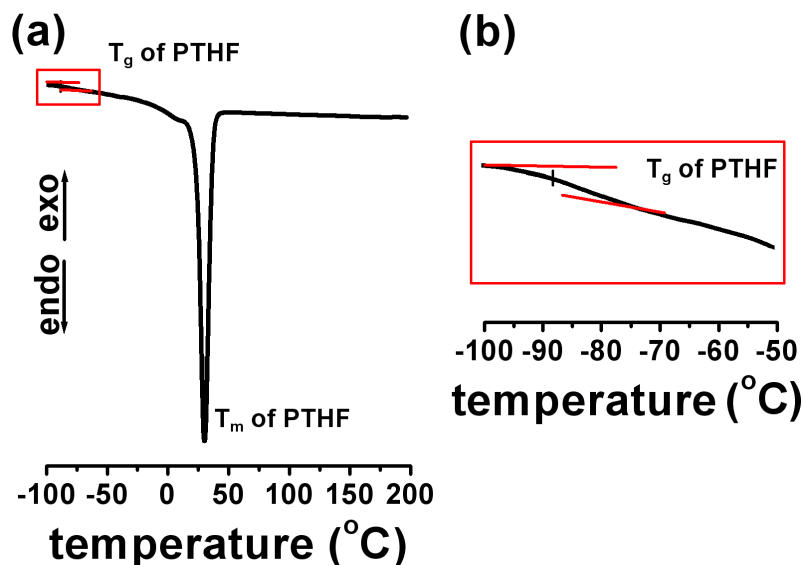 (a)
Tg of PTHF
exo
endo
Tm of PTHF
-100 -50 0 50 100 150 200
temperature (oC)
(b)
Tg of PTHF
-100 -90 -80 -70 -60 -50
temperature (oC)